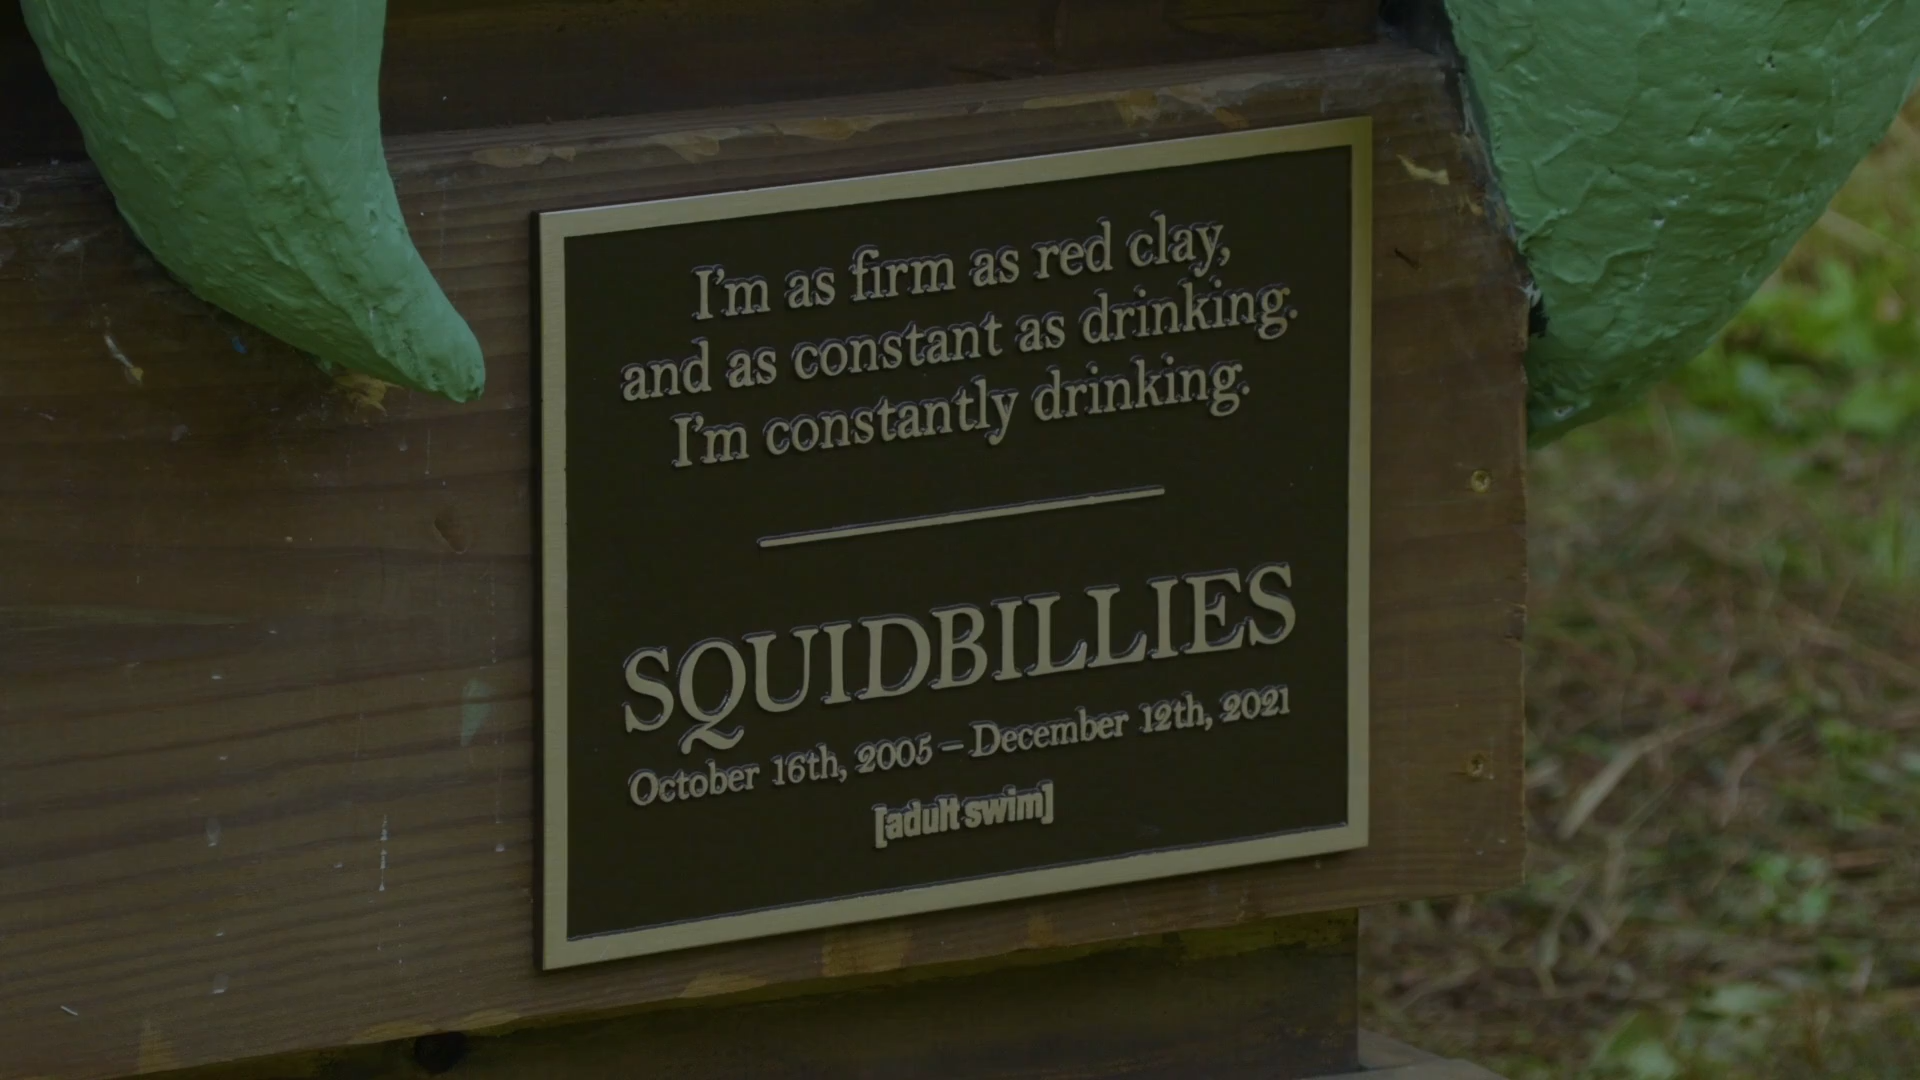 I'm as firm as red clay,
and as constant as drinking.
I'm constantly drinking.
SQUIDBILLIES
October 16th, 2005 – December 12th, 2021
[adult swim]